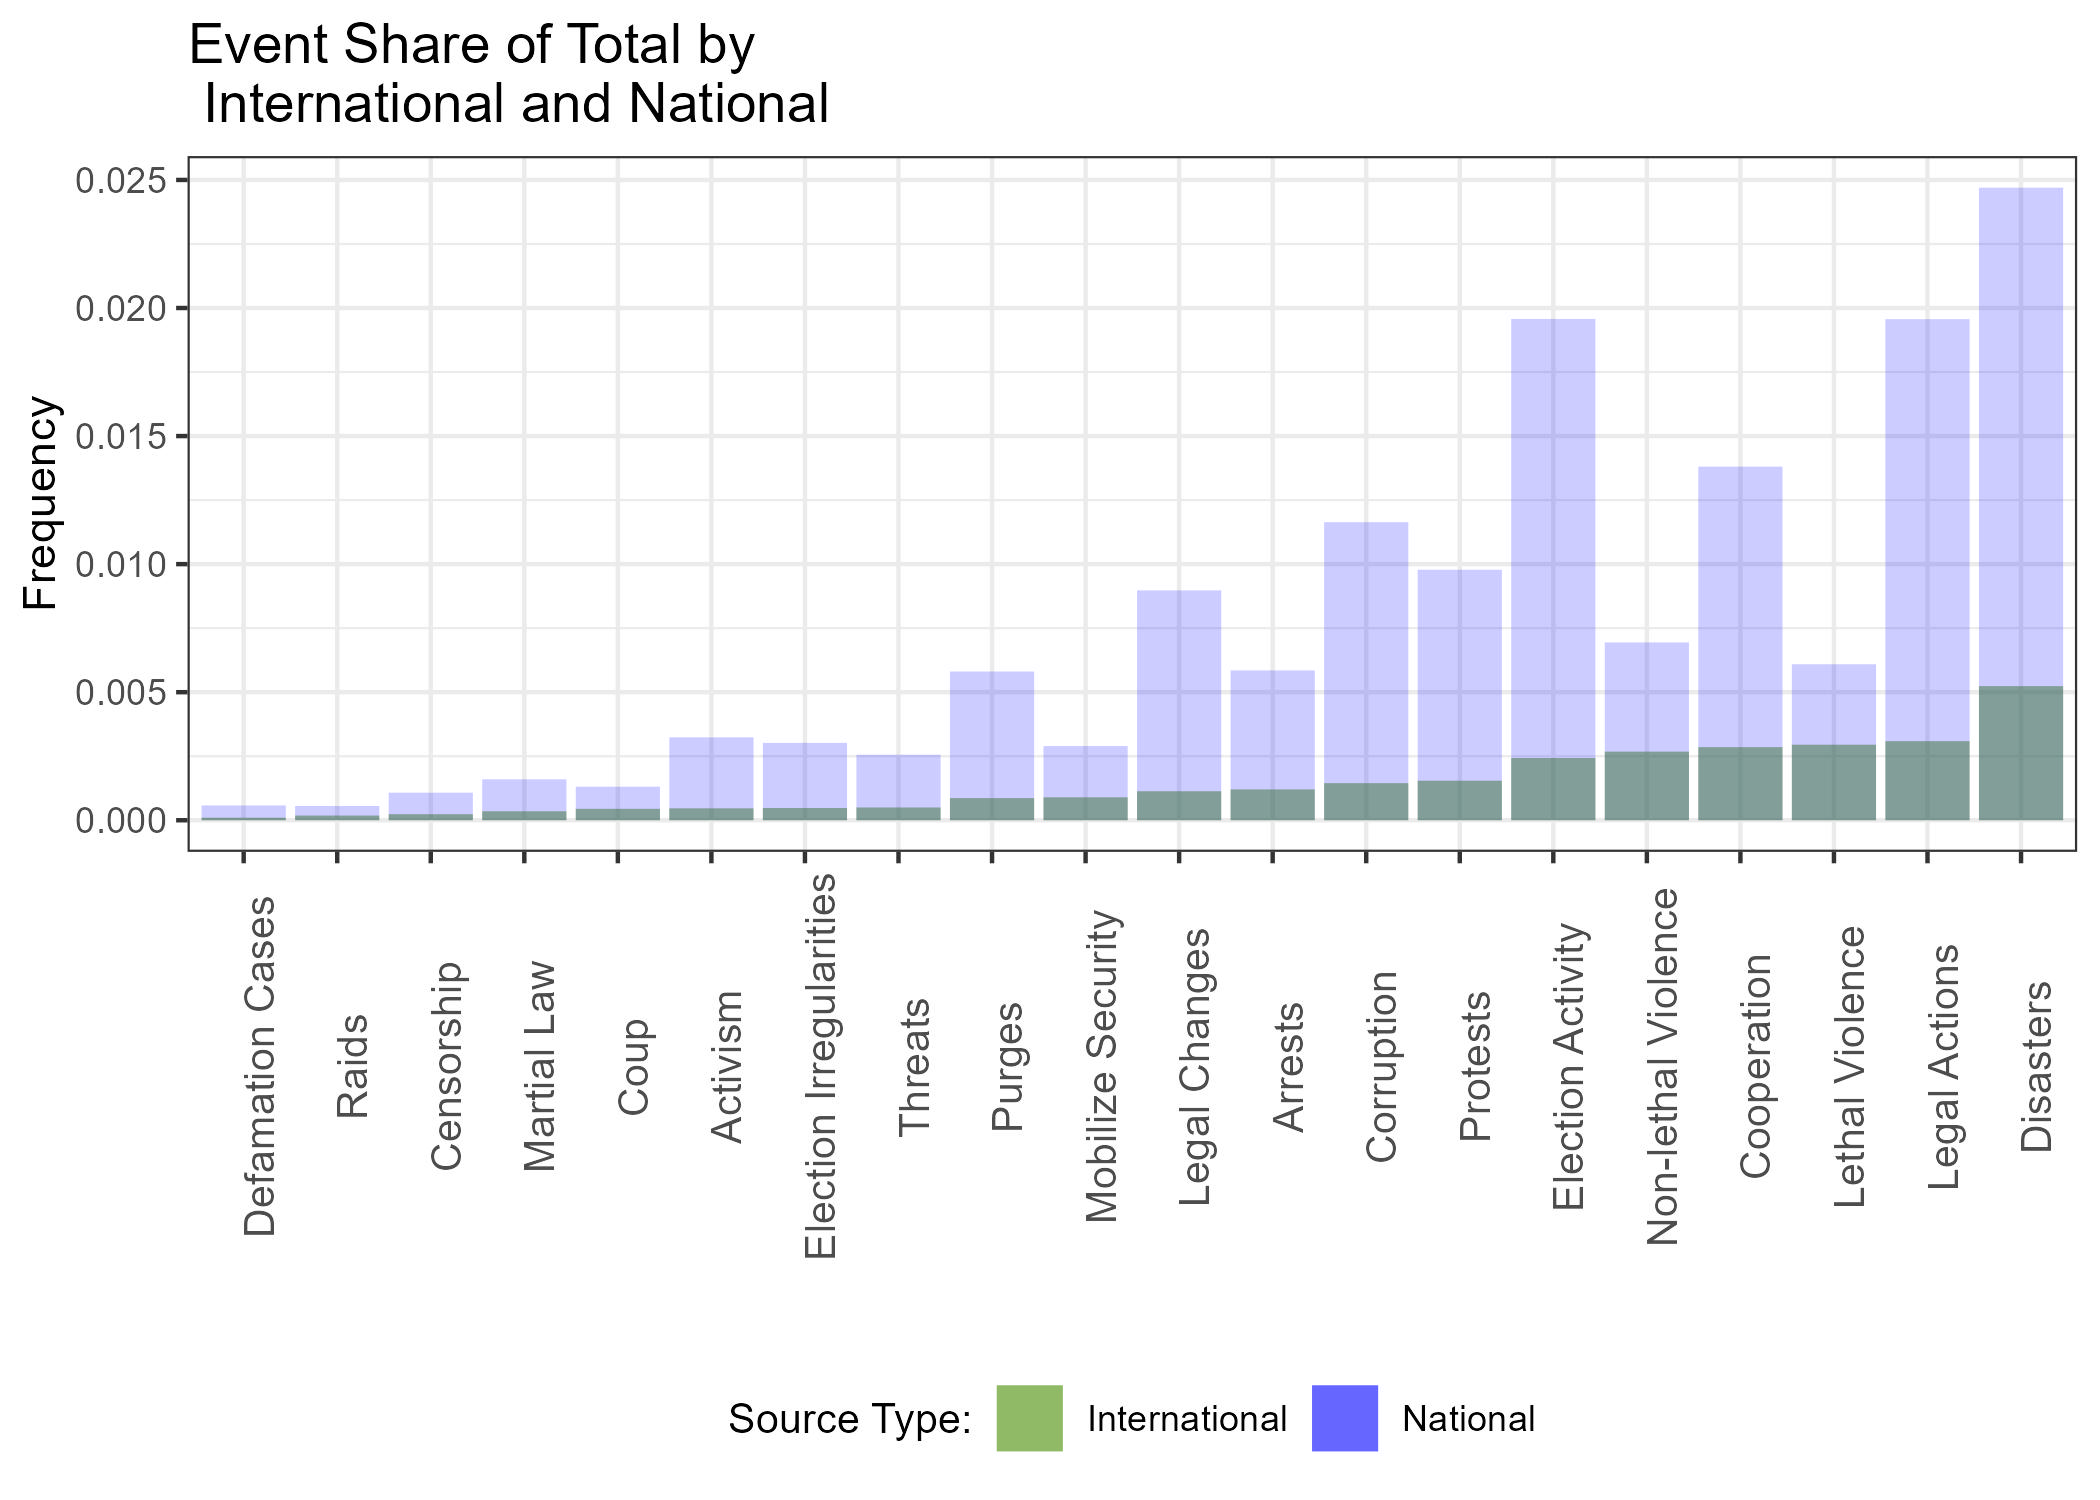 Event Share of Total by
International and National
Frequency
0.025
0.020
0.015
0.010
0.005
0.000
Defamation Cases
Raids
Censorship
Martial Law
Coup
Activism
Election Irregularities
Threats
Purges
Mobilize Security
Legal Changes
Arrests
Corruption
Protests
Election Activity
Non-lethal Violence
Cooperation
Lethal Violence
Legal Actions
Disasters
Source Type: International National